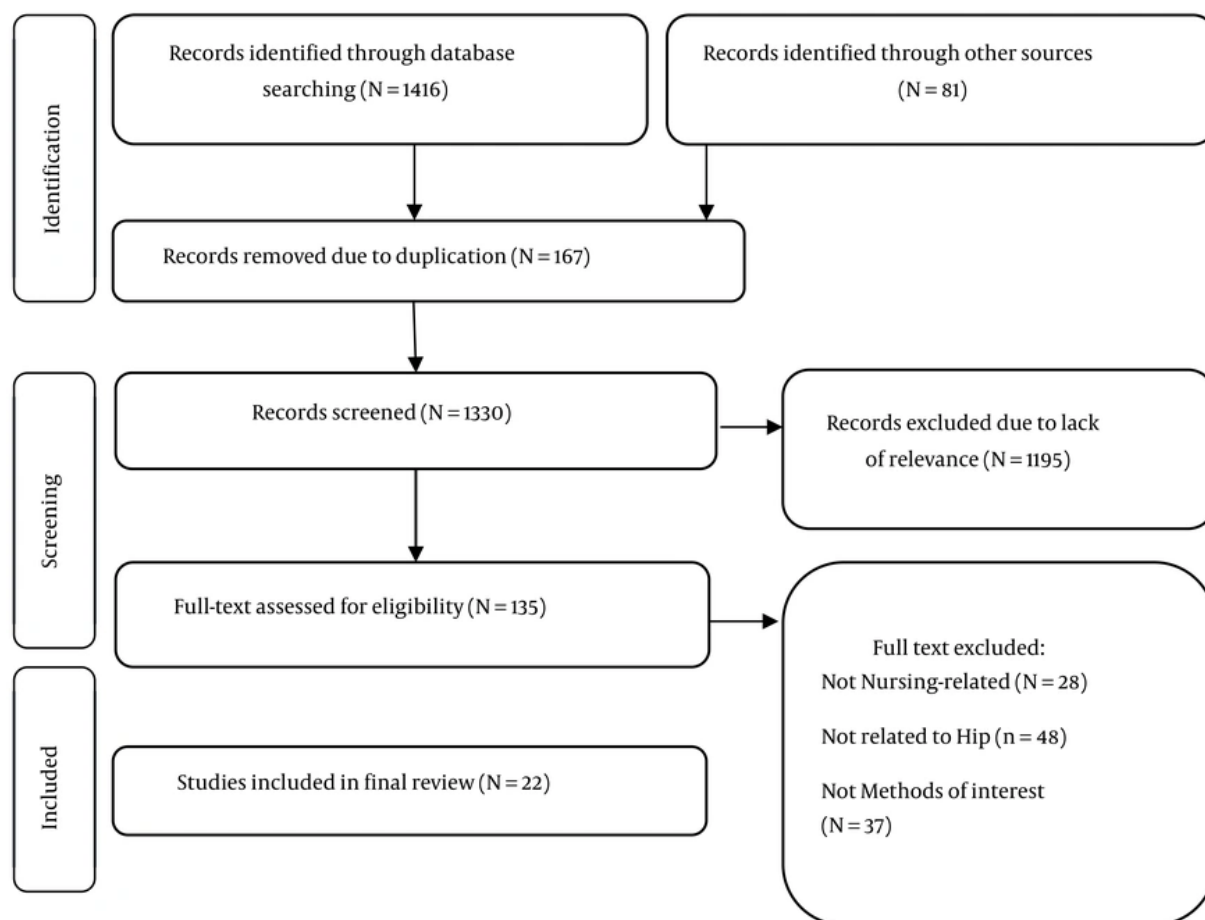 Identification
Records identified through database
searching (N = 1416)
Records identified through other sources
(N = 81)
Records removed due to duplication (N = 167)
Screening
Records screened (N = 1330)
Records excluded due to lack
of relevance (N = 1195)
Full-text assessed for eligibility (N = 135)
Full text excluded:
Not Nursing-related (N = 28)
Not related to Hip (n = 48)
Not Methods of interest
(N = 37)
Included
Studies included in final review (N = 22)